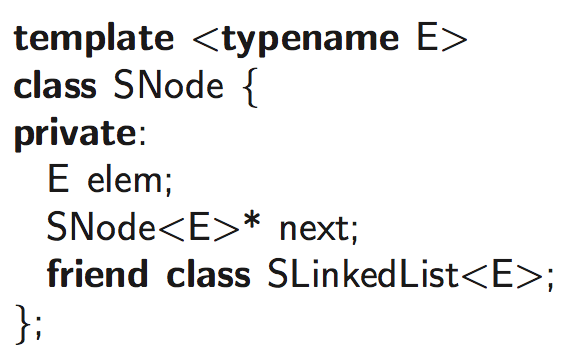 template <typename E>
class SNode {
private:
E elem;
SNode<E>* next;
friend class SLinkedList<E>;
};